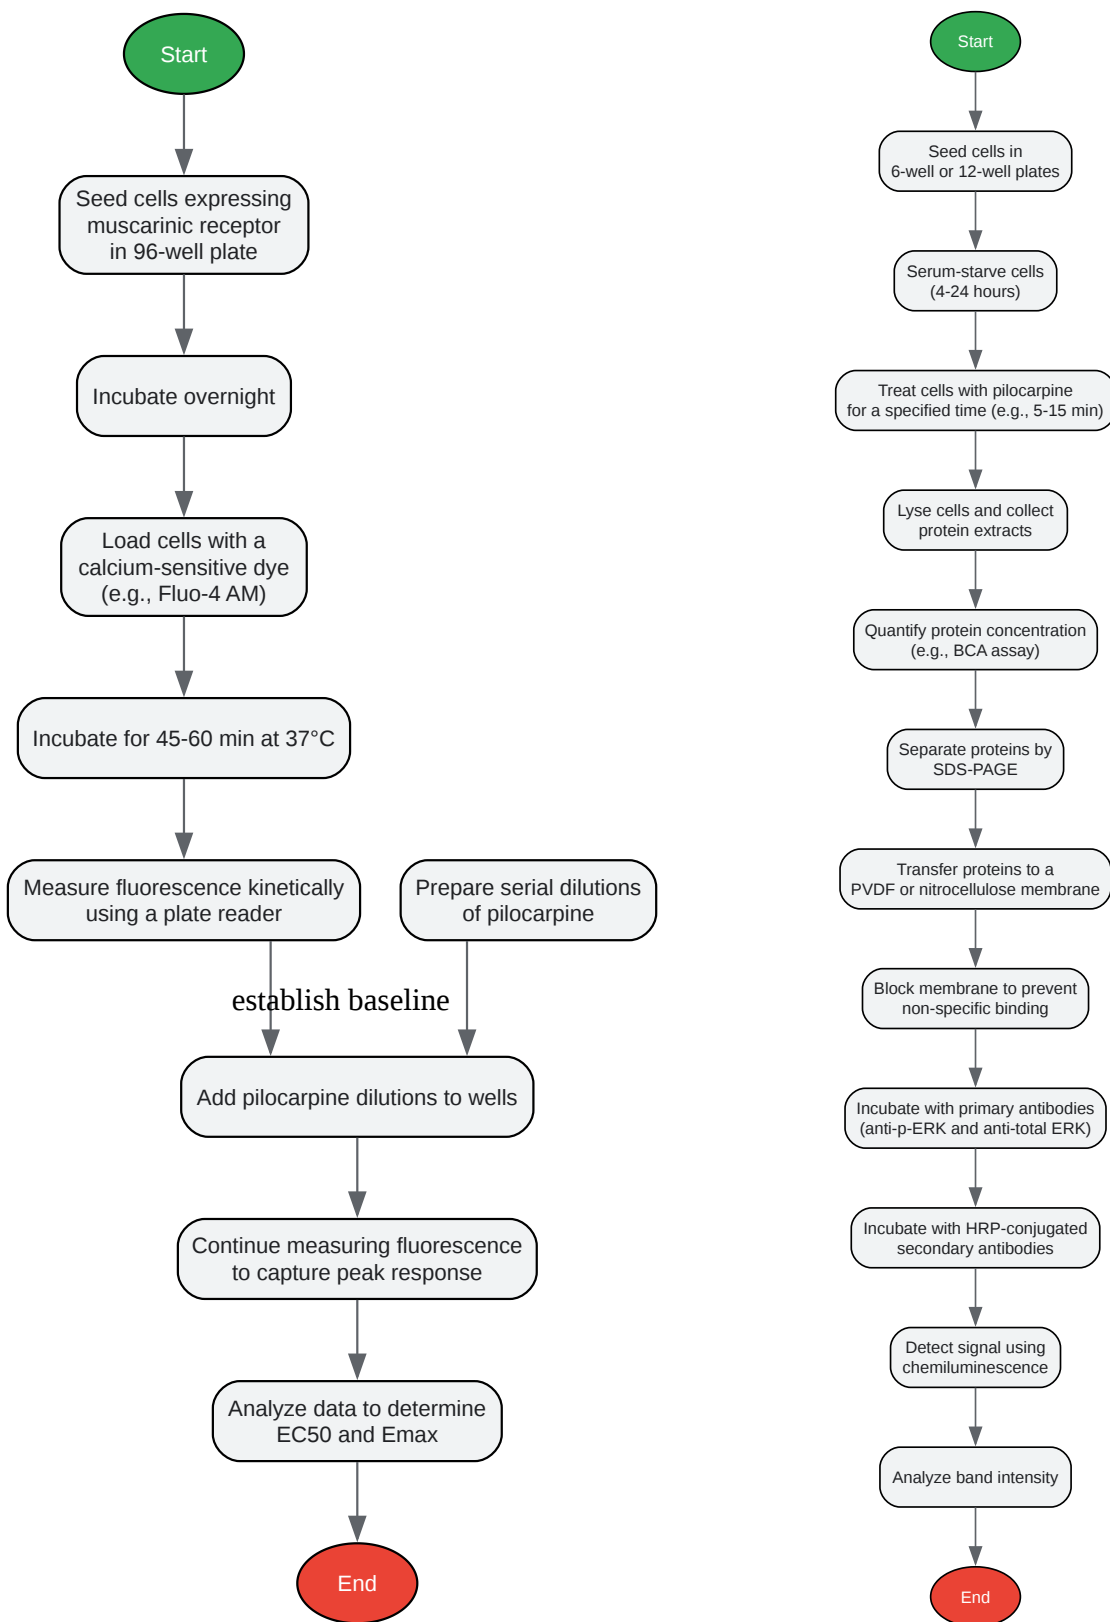 Start
Seed cells expressing
muscarinic receptor
in 96-well plate
Incubate overnight
Load cells with a
calcium-sensitive dye
(e.g., Fluo-4 AM)
Incubate for 45-60 min at 37°C
Measure fluorescence kinetically
using a plate reader
Prepare serial dilutions
of pilocarpine
establish baseline
Add pilocarpine dilutions to wells
Continue measuring fluorescence
to capture peak response
Analyze data to determine
EC50 and Emax
End
Start
Seed cells in
6-well or 12-well plates
Serum-starve cells
(4-24 hours)
Treat cells with pilocarpine
for a specified time (e.g., 5-15 min)
Lyse cells and collect
protein extracts
Quantify protein concentration
(e.g., BCA assay)
Separate proteins by
SDS-PAGE
Transfer proteins to a
PVDF or nitrocellulose membrane
Block membrane to prevent
non-specific binding
Incubate with primary antibodies
(anti-p-ERK and anti-total ERK)
Incubate with HRP-conjugated
secondary antibodies
Detect signal using
chemiluminescence
Analyze band intensity
End